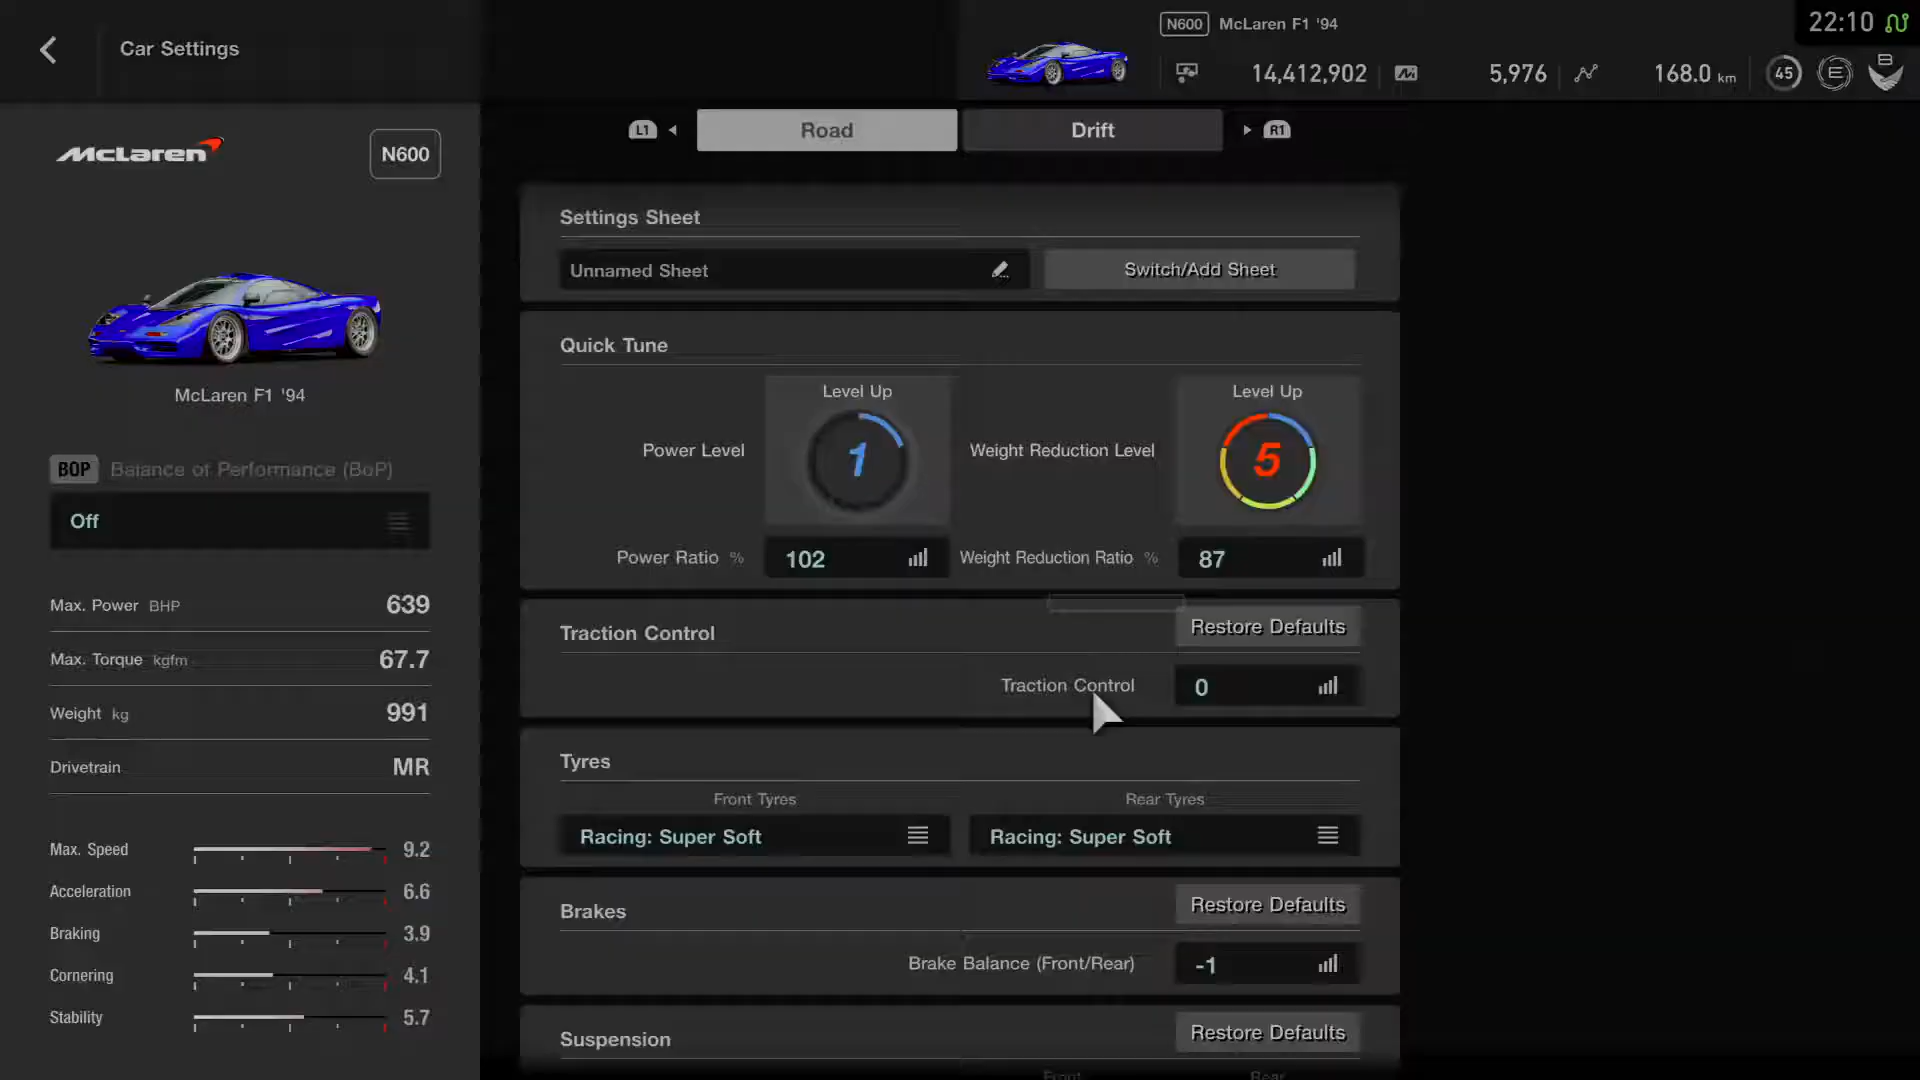 Car Settings
N600 McLaren F1 '94
22:10
14,412,902 5,976 168.0 km 45 E B
L1 Road Drift R1
McLaren N600
McLaren F1 '94
BOP Balance of Performance (BoP)
Off
Max. Power BHP 639
Max. Torque kgfm 67.7
Weight kg 991
Drivetrain MR
Max. Speed 9.2
Acceleration 6.6
Braking 3.9
Cornering 4.1
Stability 5.7
Settings Sheet
Unnamed Sheet Switch/Add Sheet
Quick Tune
Level Up Level Up
Power Level 1 Weight Reduction Level 5
Power Ratio % 102 Weight Reduction Ratio % 87
Traction Control Restore Defaults
Traction Control 0
Tyres
Front Tyres Rear Tyres
Racing: Super Soft Racing: Super Soft
Brakes Restore Defaults
Brake Balance (Front/Rear) -1
Suspension Restore Defaults
Front Rear